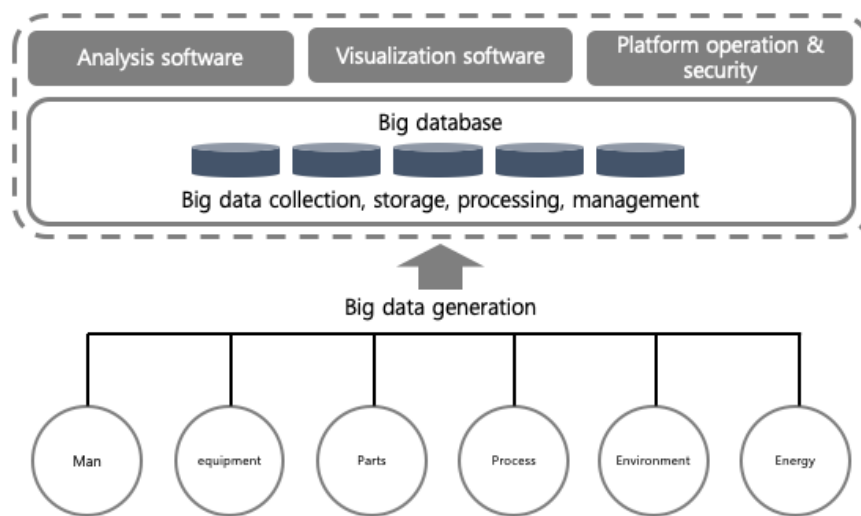 Analysis software
Visualization software
Platform operation &
security
Big database
Big data collection, storage, processing, management
Big data generation
Man
equipment
Parts
Process
Environment
Energy